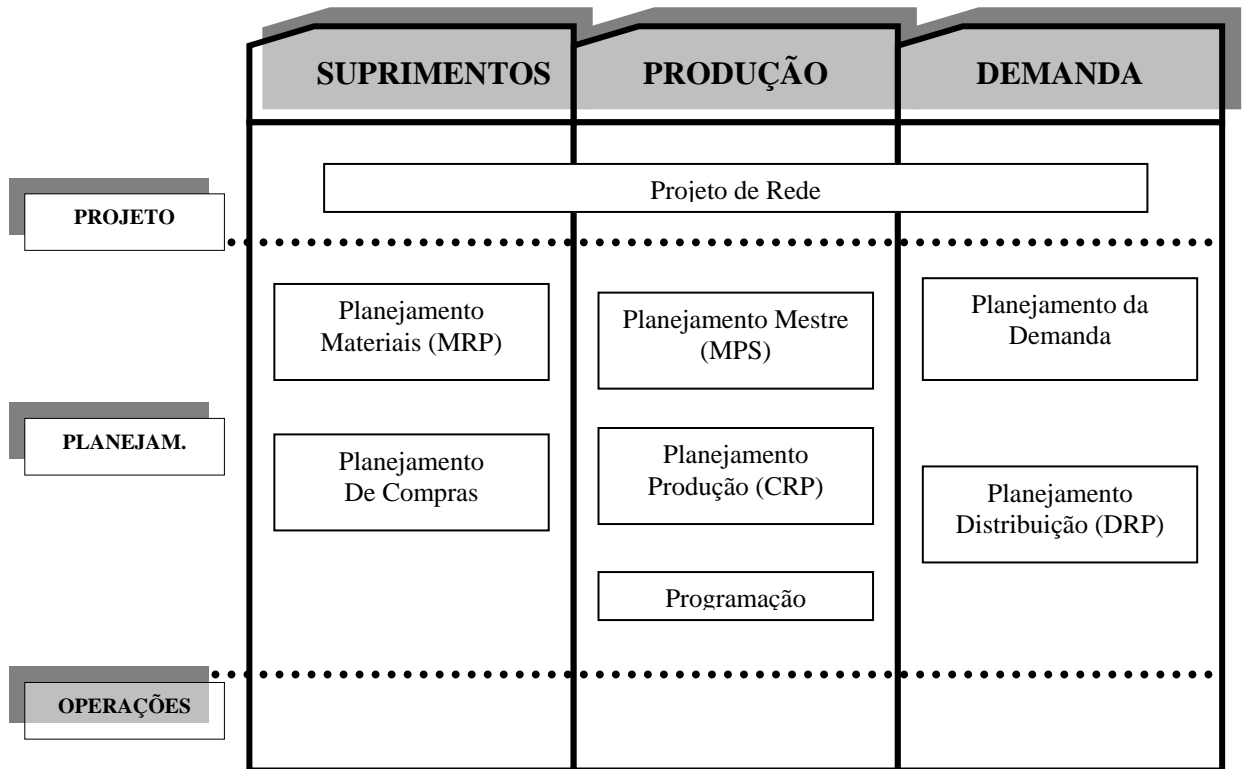 SUPRIMENTOS
PRODUÇÃO
DEMANDA
PROJETO
Projeto de Rede
PLANEJAM.
Planejamento
Materiais (MRP)
Planejamento
De Compras
Planejamento Mestre
(MPS)
Planejamento
Produção (CRP)
Programação
Planejamento da
Demanda
Planejamento
Distribuição (DRP)
OPERAÇÕES